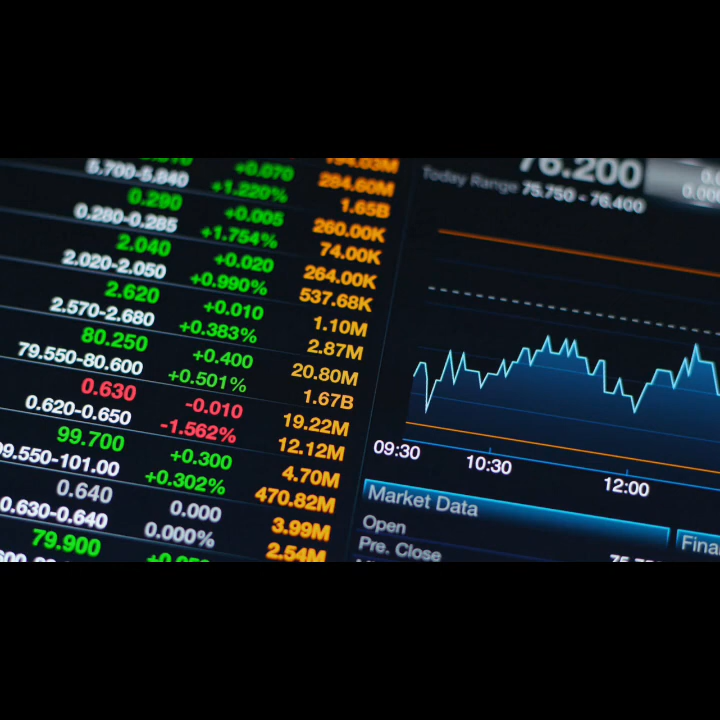 +0.070 284.60M
5.700-5.840 +1.220% 1.65B
0.290 +0.005 260.00K
0.280-0.285 +1.754% 74.00K
2.040 +0.020 264.00K
2.020-2.050 +0.990% 537.68K
2.620 +0.010 1.10M
2.570-2.680 +0.383% 2.87M
80.250 +0.400 20.80M
79.550-80.600 +0.501% 1.67B
0.630 -0.010 19.22M
0.620-0.650 -1.562% 12.12M
99.700 +0.300 4.70M
99.550-101.00 +0.302% 470.82M
0.640 0.000 3.99M
0.630-0.640 0.000% 2.54M
79.900
76.200
Today Range 75.750 - 76.400
09:30 10:30 12:00
Market Data
Open
Pre. Close